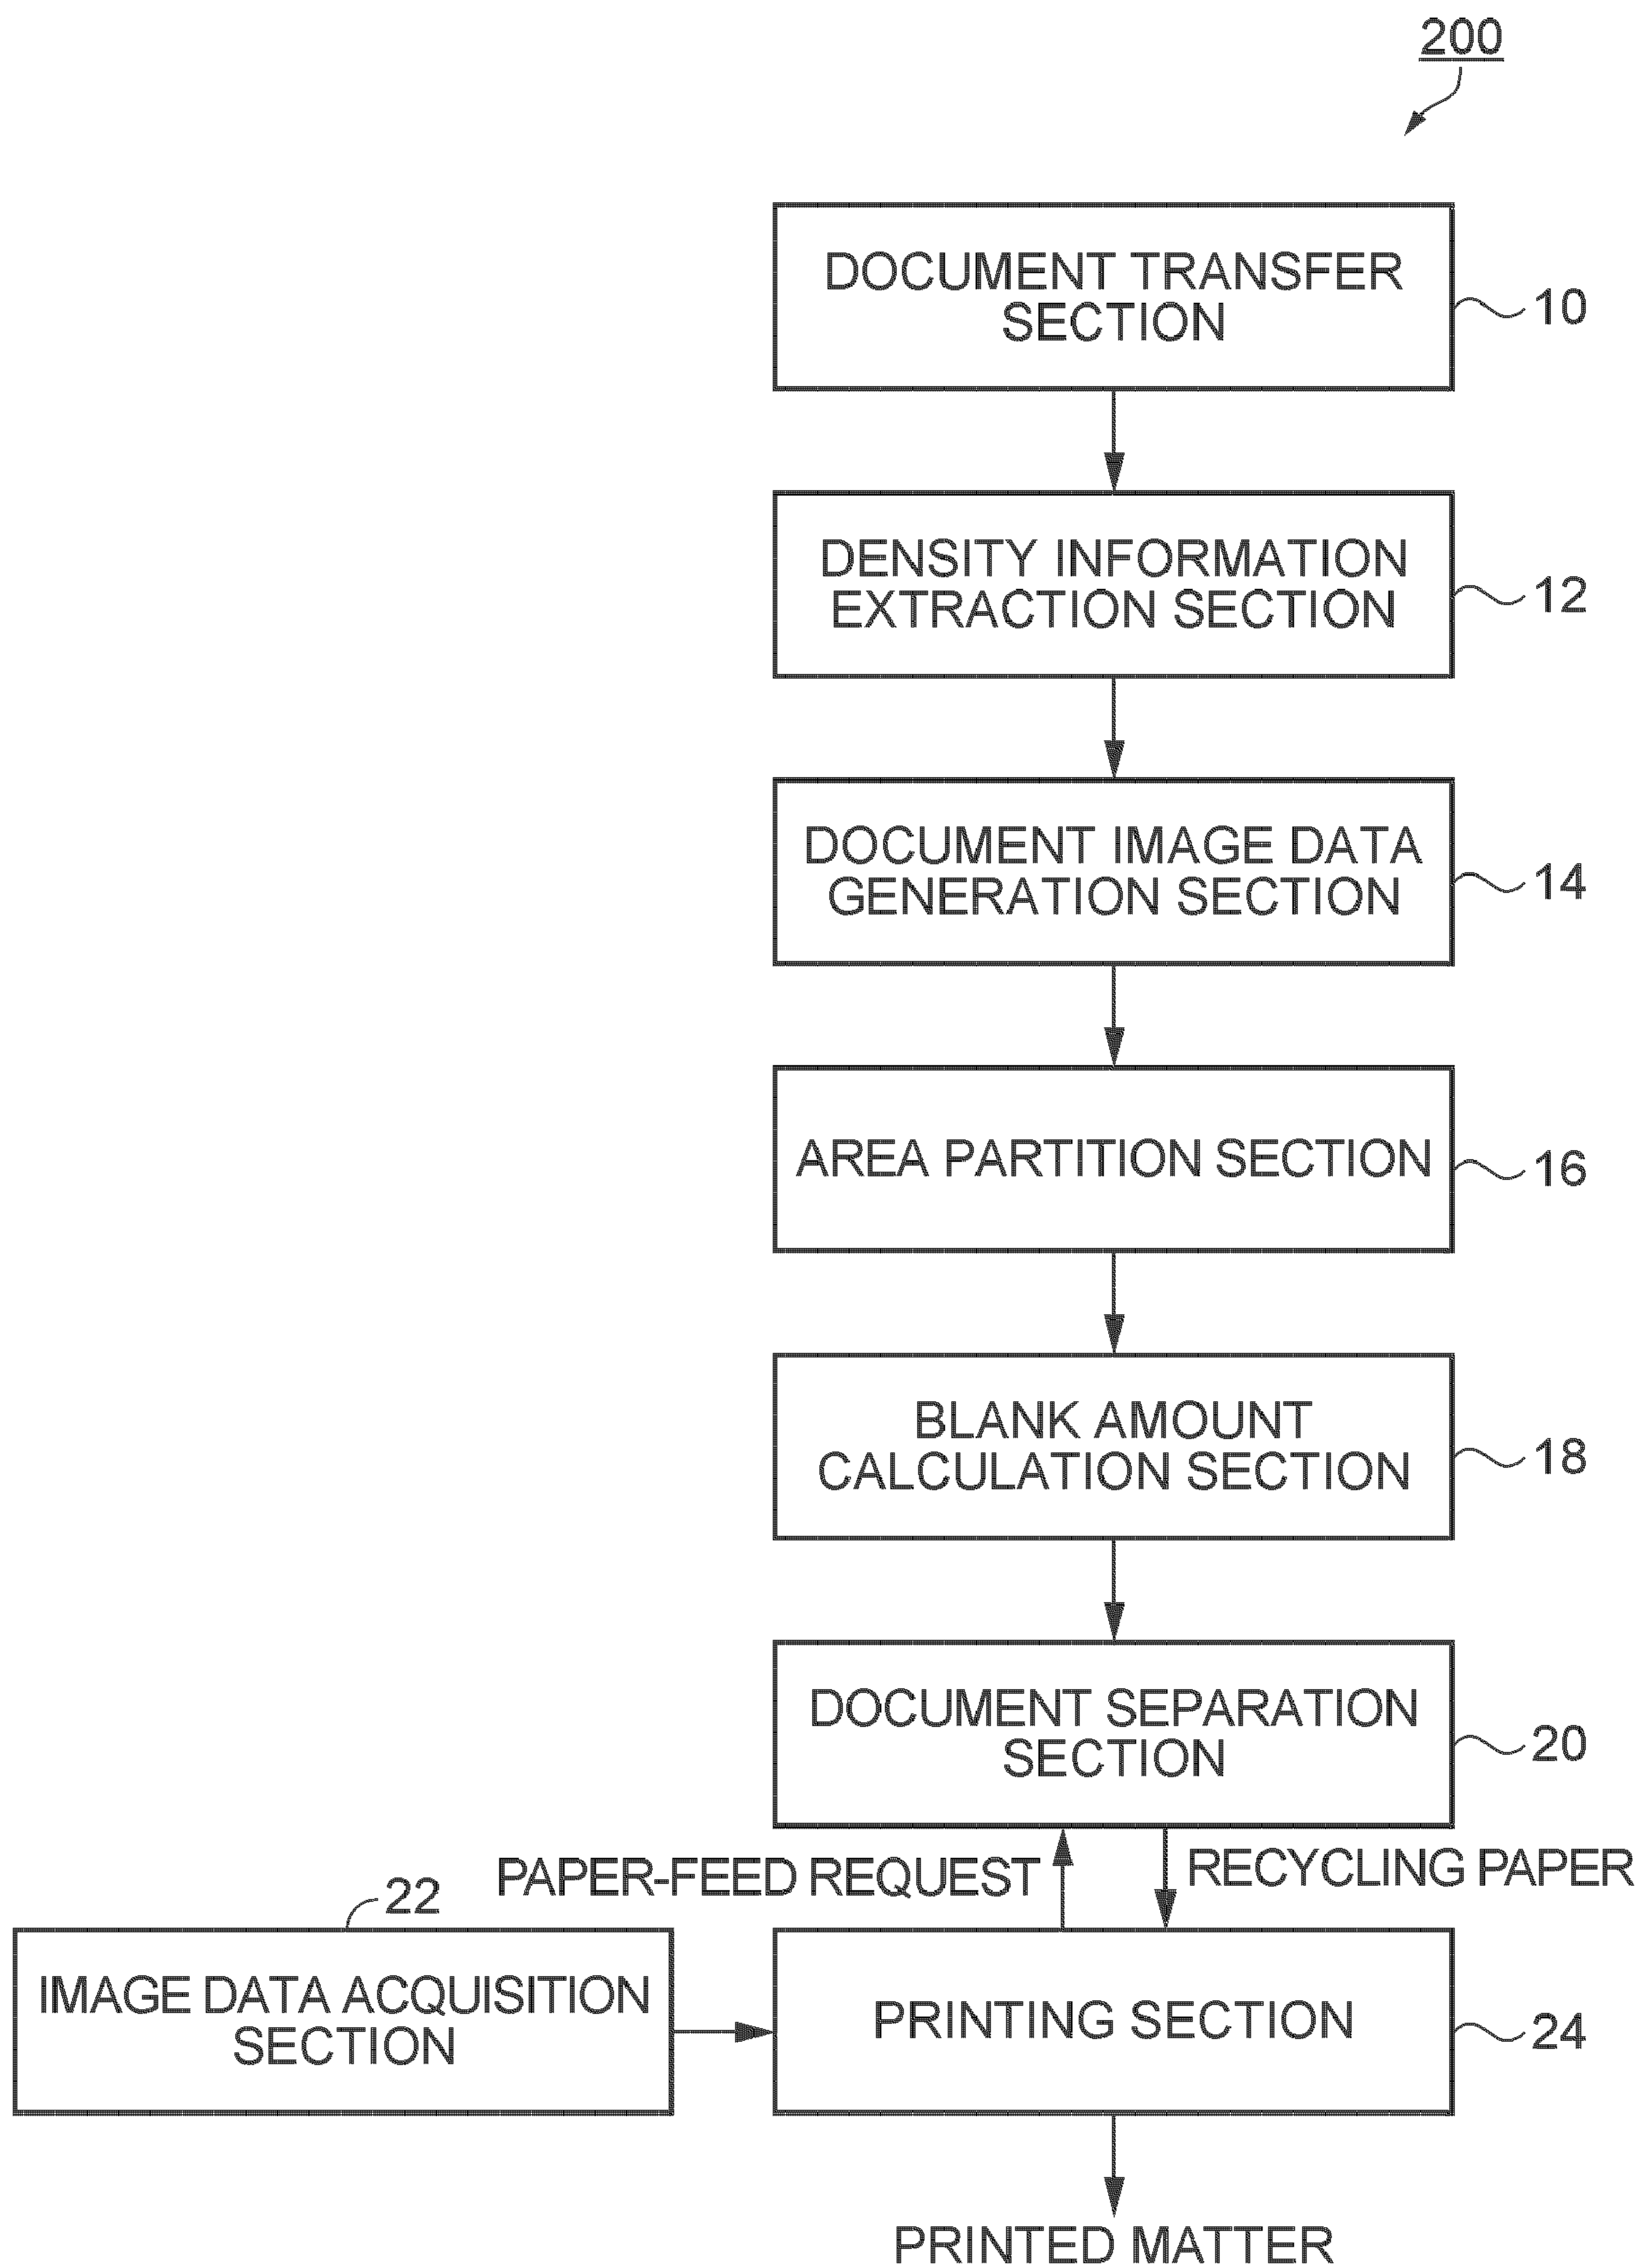 200
DOCUMENT TRANSFER
SECTION
10
DENSITY INFORMATION
EXTRACTION SECTION
12
DOCUMENT IMAGE DATA
GENERATION SECTION
14
AREA PARTITION SECTION
16
BLANK AMOUNT
CALCULATION SECTION
18
DOCUMENT SEPARATION
SECTION
20
PAPER-FEED REQUEST
RECYCLING PAPER
22
IMAGE DATA ACQUISITION
SECTION
PRINTING SECTION
24
PRINTED MATTER